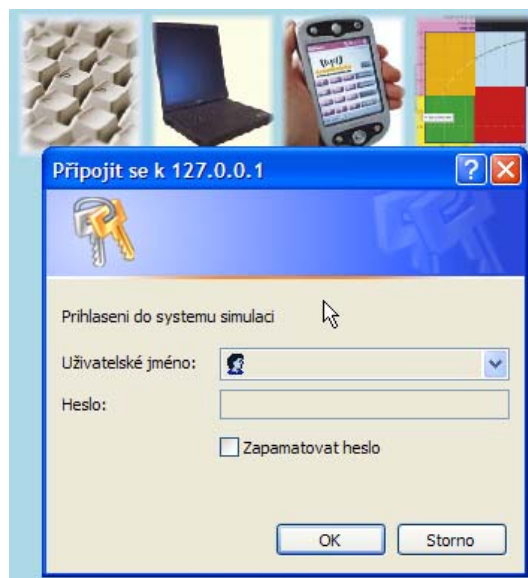 Připojit se k 127.0.0.1
Prihlaseni do systemu simulaci
Uživatelské jméno:
Heslo:
Zapamatovat heslo
OK
Storno